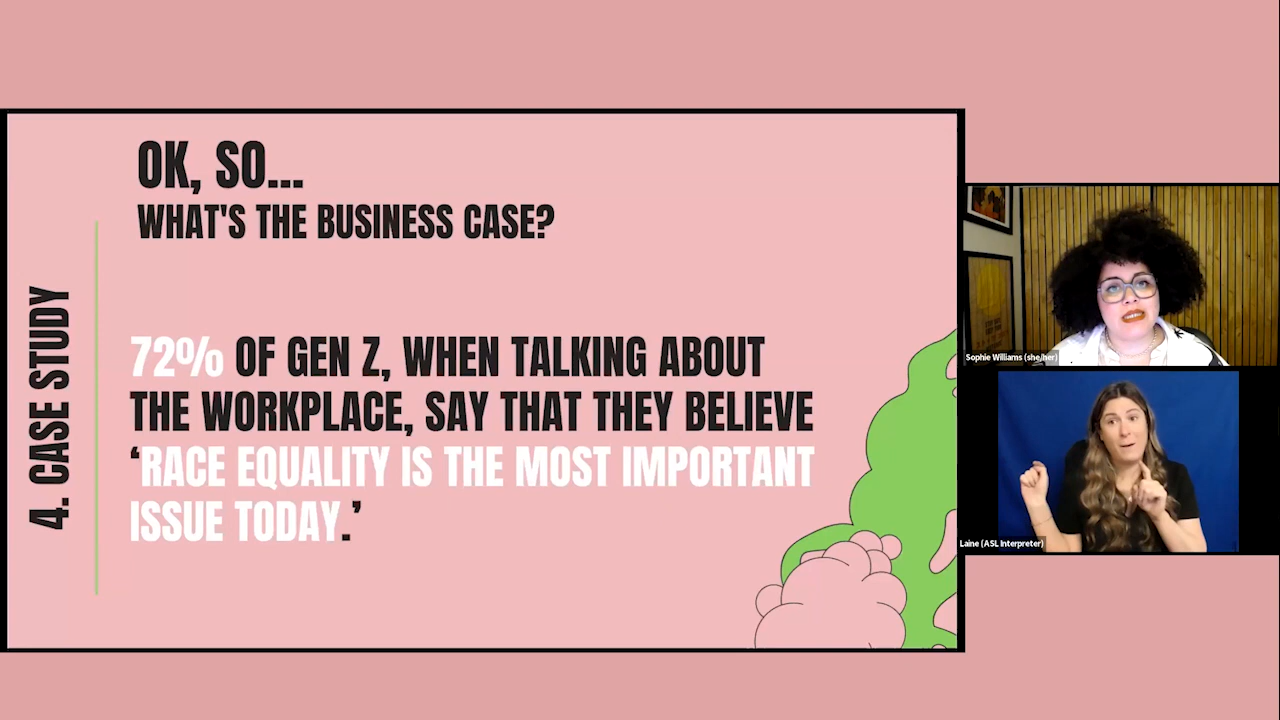 OK, SO...
WHAT'S THE BUSINESS CASE?
4. CASE STUDY
72% OF GEN Z, WHEN TALKING ABOUT
THE WORKPLACE, SAY THAT THEY BELIEVE
‘RACE EQUALITY IS THE MOST IMPORTANT
ISSUE TODAY.’
Sophie Williams (she/her)
Laine (ASL Interpreter)